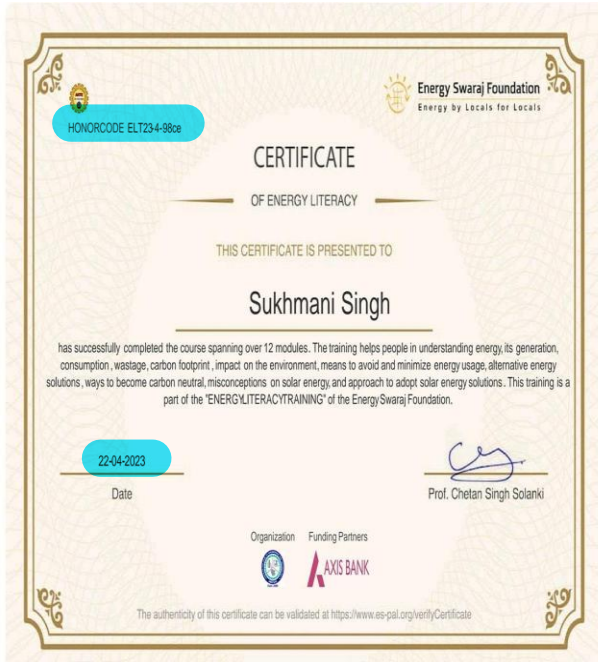 Energy Swaraj Foundation
Energy by Locals for Locals
HONORCODE ELT23-4-98ce
CERTIFICATE
OF ENERGY LITERACY
THIS CERTIFICATE IS PRESENTED TO
Sukhmani Singh
has successfully completed the course spanning over 12 modules. The training helps people in understanding energy, its generation,
consumption, wastage, carbon footprint, impact on the environment, means to avoid and minimize energy usage, alternative energy
solutions, ways to become carbon neutral, misconceptions on solar energy, and approach to adopt solar energy solutions. This training is a
part of the "ENERGYLITERACYTRAINING" of the Energy Swaraj Foundation.
22-04-2023
Date
Prof. Chetan Singh Solanki
Organization Funding Partners
AXIS BANK
The authenticity of this certificate can be validated at https://www.es-pal.org/verilyCertificate